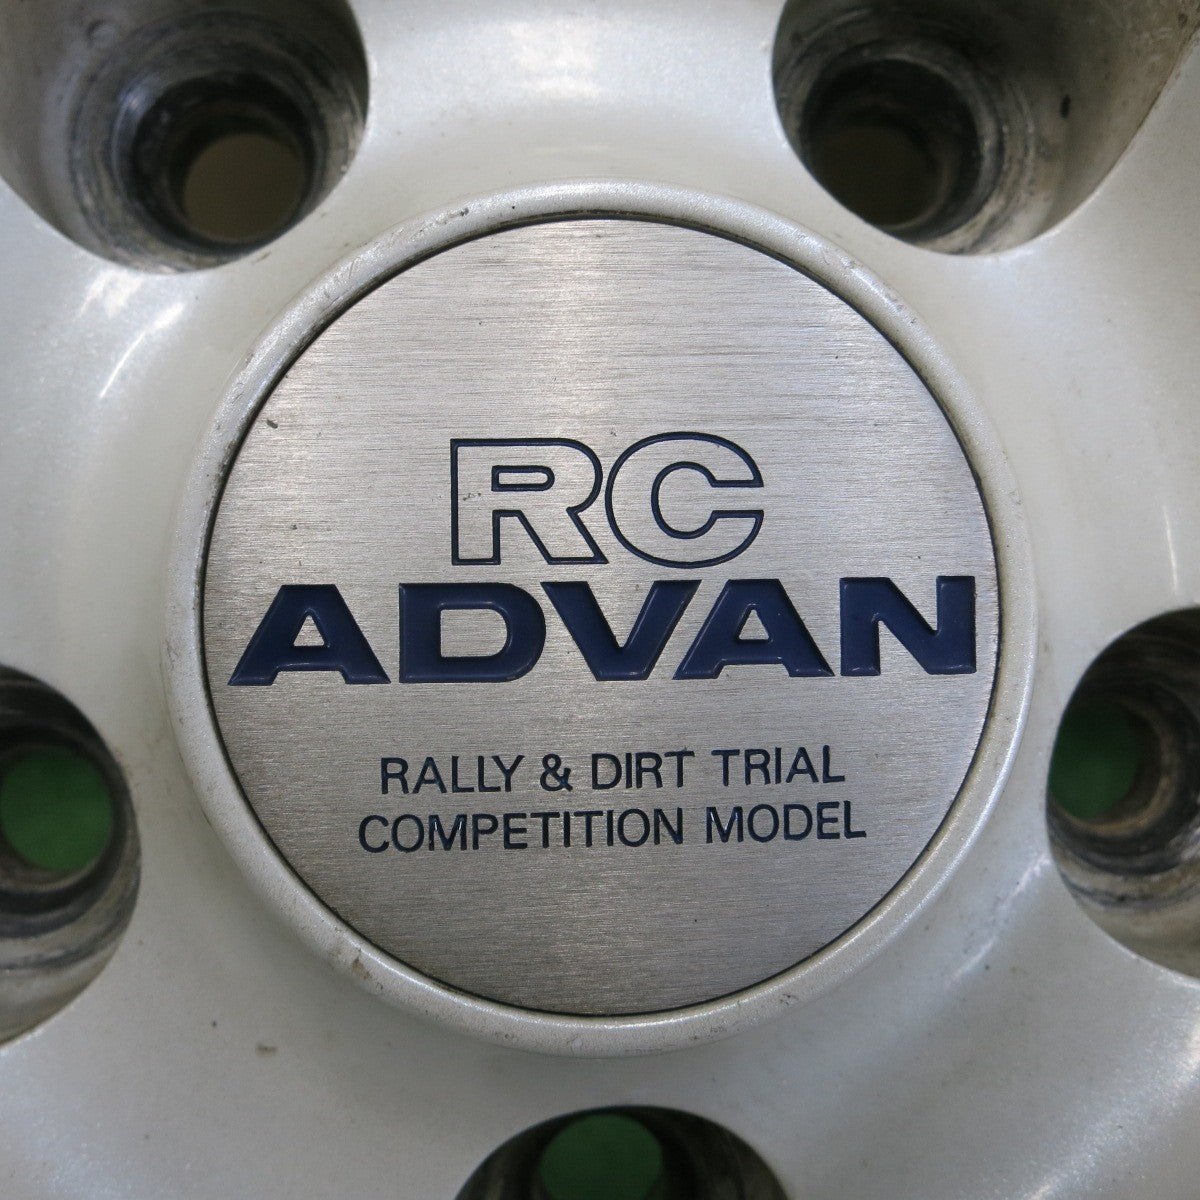 RC
ADVAN
RALLY & DIRT TRIAL
COMPETITION MODEL